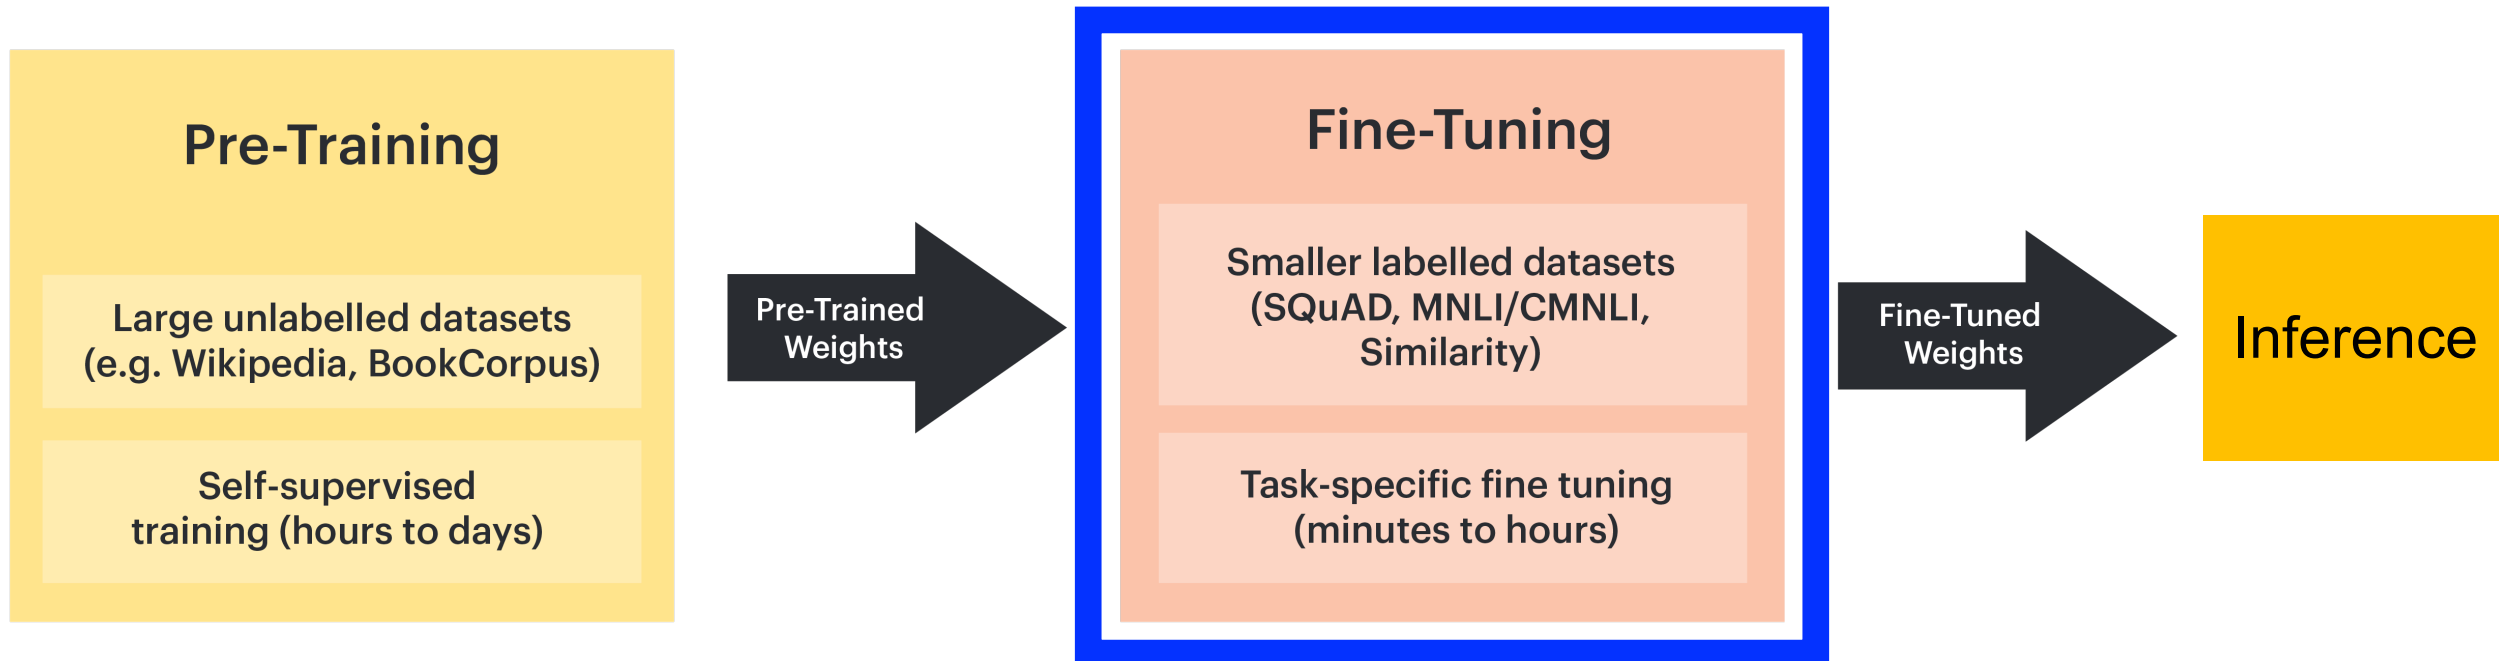 Pre-Training
Large unlabelled datasets
(e.g. Wikipedia, BookCorpus)
Self-supervised
training (hours to days)
Pre-Trained
Weights
Fine-Tuning
Smaller labelled datasets
(SQuAD, MNLI/CNNLI,
Similarity)
Task-specific fine tuning
(minutes to hours)
Fine-Tuned
Weights
Inference